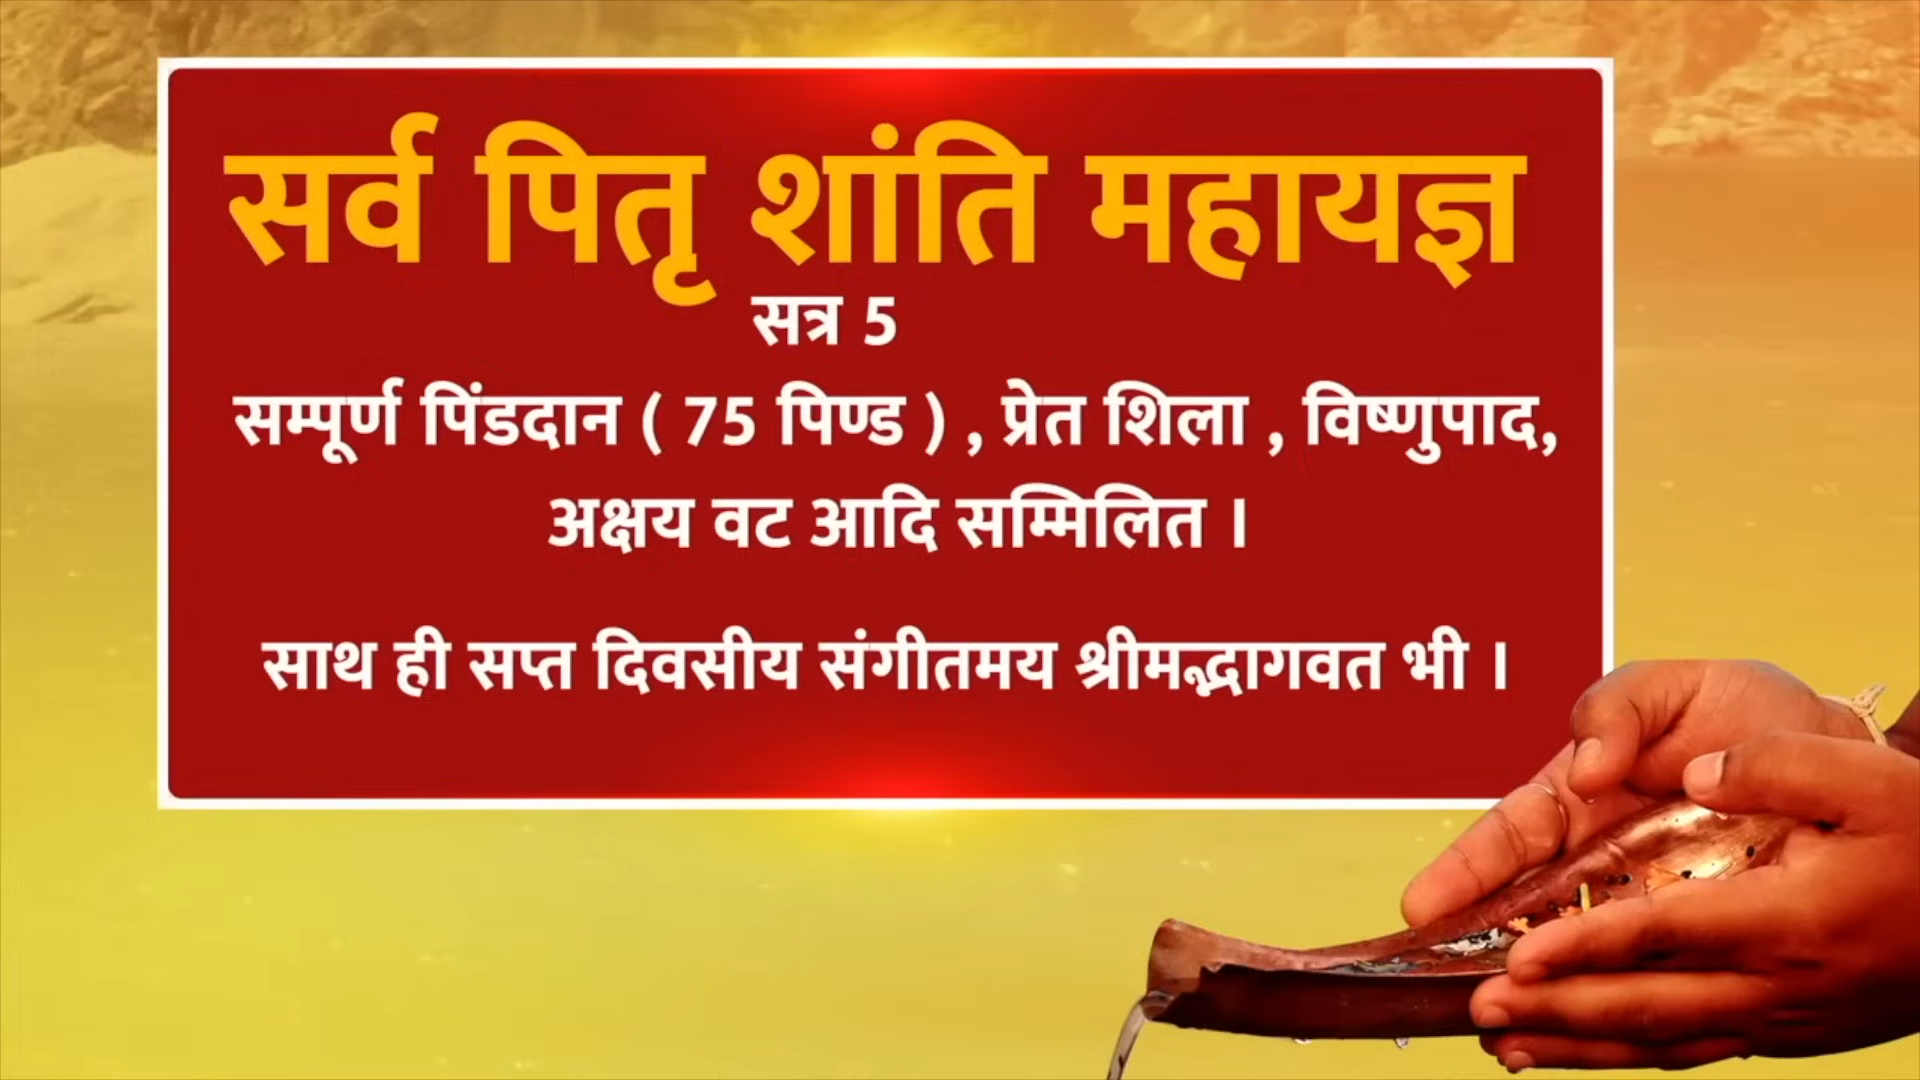 सर्व पितृ शांति महायज्ञ
सत्र 5
सम्पूर्ण पिंडदान ( 75 पिण्ड ) , प्रेत शिला , विष्णुपाद,
अक्षय वट आदि सम्मिलित ।
साथ ही सप्त दिवसीय संगीतमय श्रीमद्भागवत भी ।